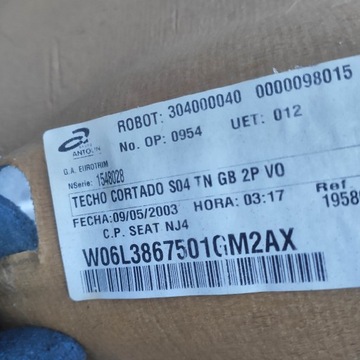 ROBOT: 304000040 0000098015
ANTOLIN
No. OP: 0954 UET: 012
G.A. EUROTRIM
NSerie: 1548028
TECHO CORTADO S04 TN GB 2P VO
FECHA:09/05/2003 HORA: 03:17 Ref
1958
C.P. SEAT NJ4
W06L3867501GM2AX